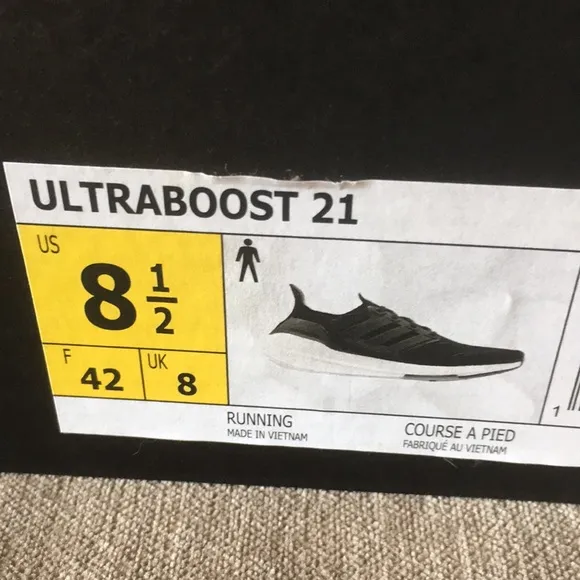 ULTRABOOST 21
US
8 1/2
F 42
UK 8
RUNNING
MADE IN VIETNAM
COURSE A PIED
FABRIQUÉ AU VIETNAM
1